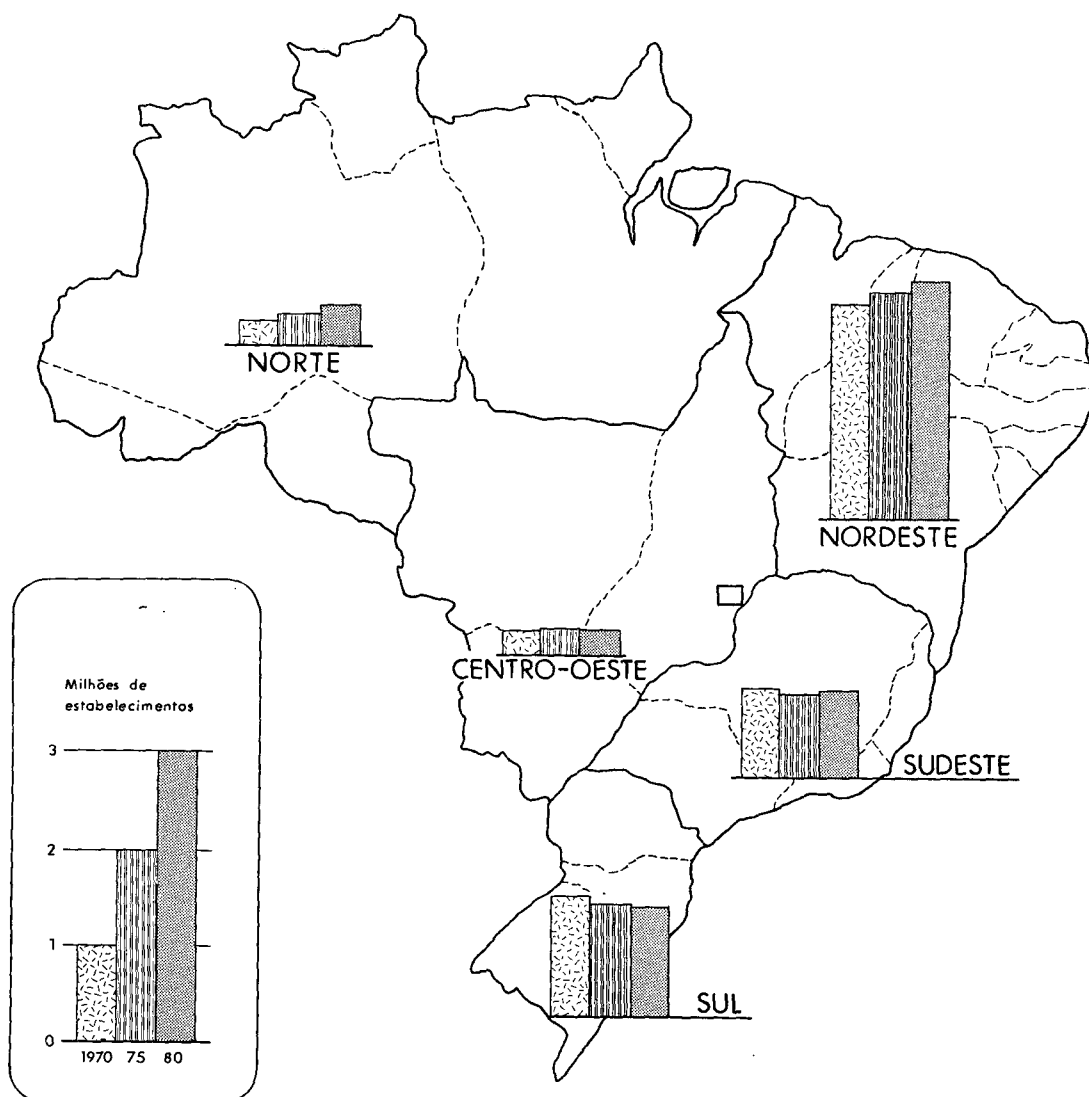 NORTE
NORDESTE
CENTRO-OESTE
SUDESTE
SUL
Milhões de
estabelecimentos
3
2
1
0
1970 75 80